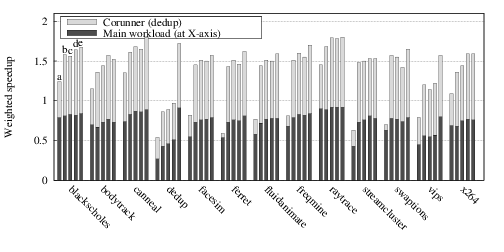 Corunner (dedup)
Main workload (at X-axis)
Weighted speedup
2
1.5
1
0.5
0
a
b
c
d
e
blackscholes
bodytrack
canneal
dedup
facesim
ferret
fluidanimate
freqmine
raytrace
streamcluster
swaptions
vips
x264